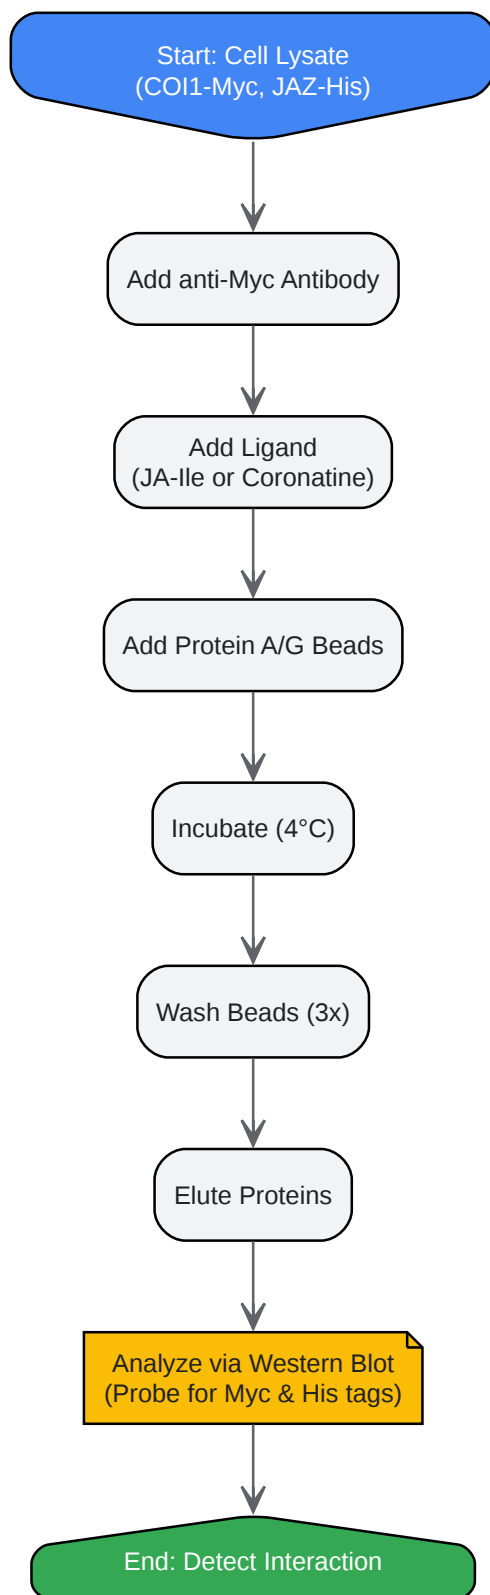 Start: Cell Lysate
(COI1-Myc, JAZ-His)
Add anti-Myc Antibody
Add Ligand
(JA-Ile or Coronatine)
Add Protein A/G Beads
Incubate (4°C)
Wash Beads (3x)
Elute Proteins
Analyze via Western Blot
(Probe for Myc & His tags)
End: Detect Interaction